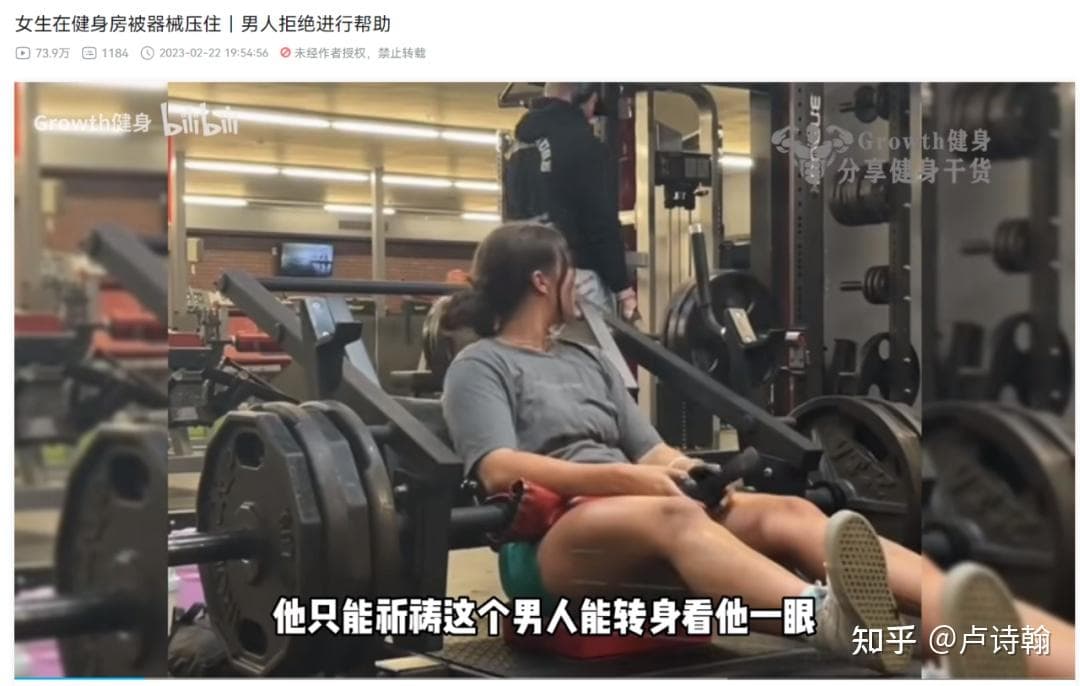 女生在健身房被器械压住 | 男人拒绝进行帮助
73.9万 1184 2023-02-22 19:54:56 未经作者授权，禁止转载
Growth健身 bilibili
Growth健身
分享健身干货
他只能祈祷这个男人能转身看他一眼
知乎 @卢诗翰